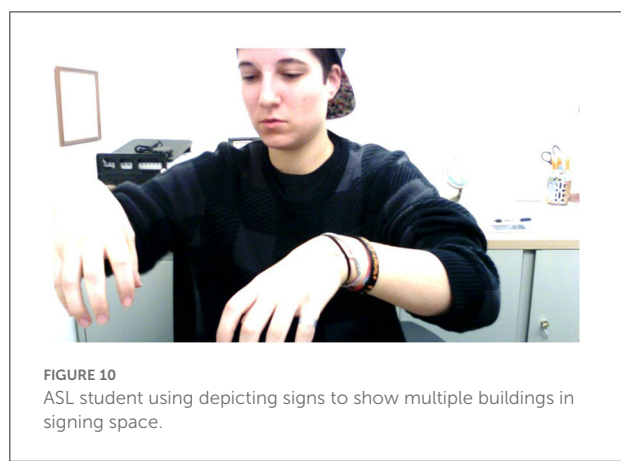 FIGURE 10
ASL student using depicting signs to show multiple buildings in
signing space.